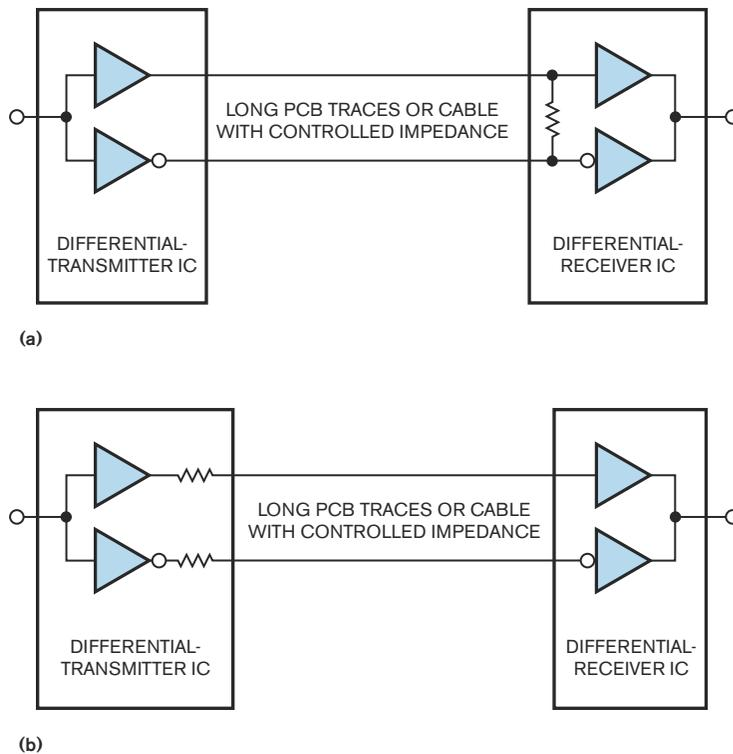 LONG PCB TRACES OR CABLE
WITH CONTROLLED IMPEDANCE
DIFFERENTIAL-
TRANSMITTER IC
DIFFERENTIAL-
RECEIVER IC
(a)
LONG PCB TRACES OR CABLE
WITH CONTROLLED IMPEDANCE
DIFFERENTIAL-
TRANSMITTER IC
DIFFERENTIAL-
RECEIVER IC
(b)